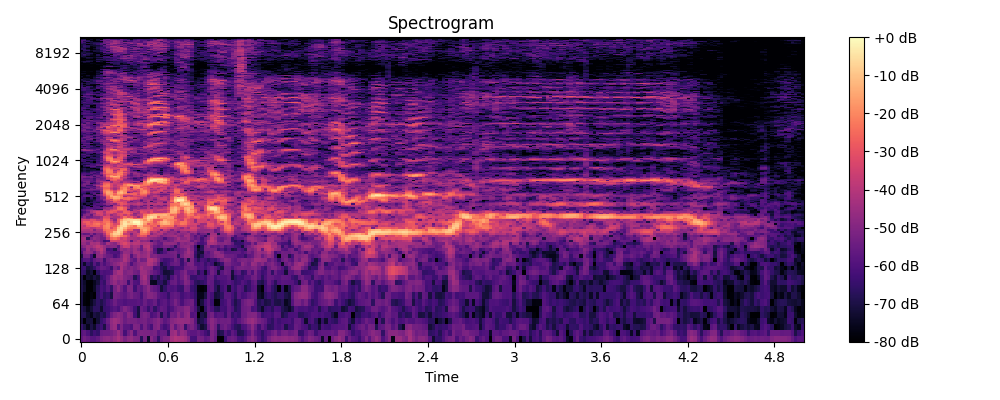 Spectrogram
Frequency
8192
4096
2048
1024
512
256
128
64
0
0 0.6 1.2 1.8 2.4 3 3.6 4.2 4.8
Time
+0 dB
-10 dB
-20 dB
-30 dB
-40 dB
-50 dB
-60 dB
-70 dB
-80 dB